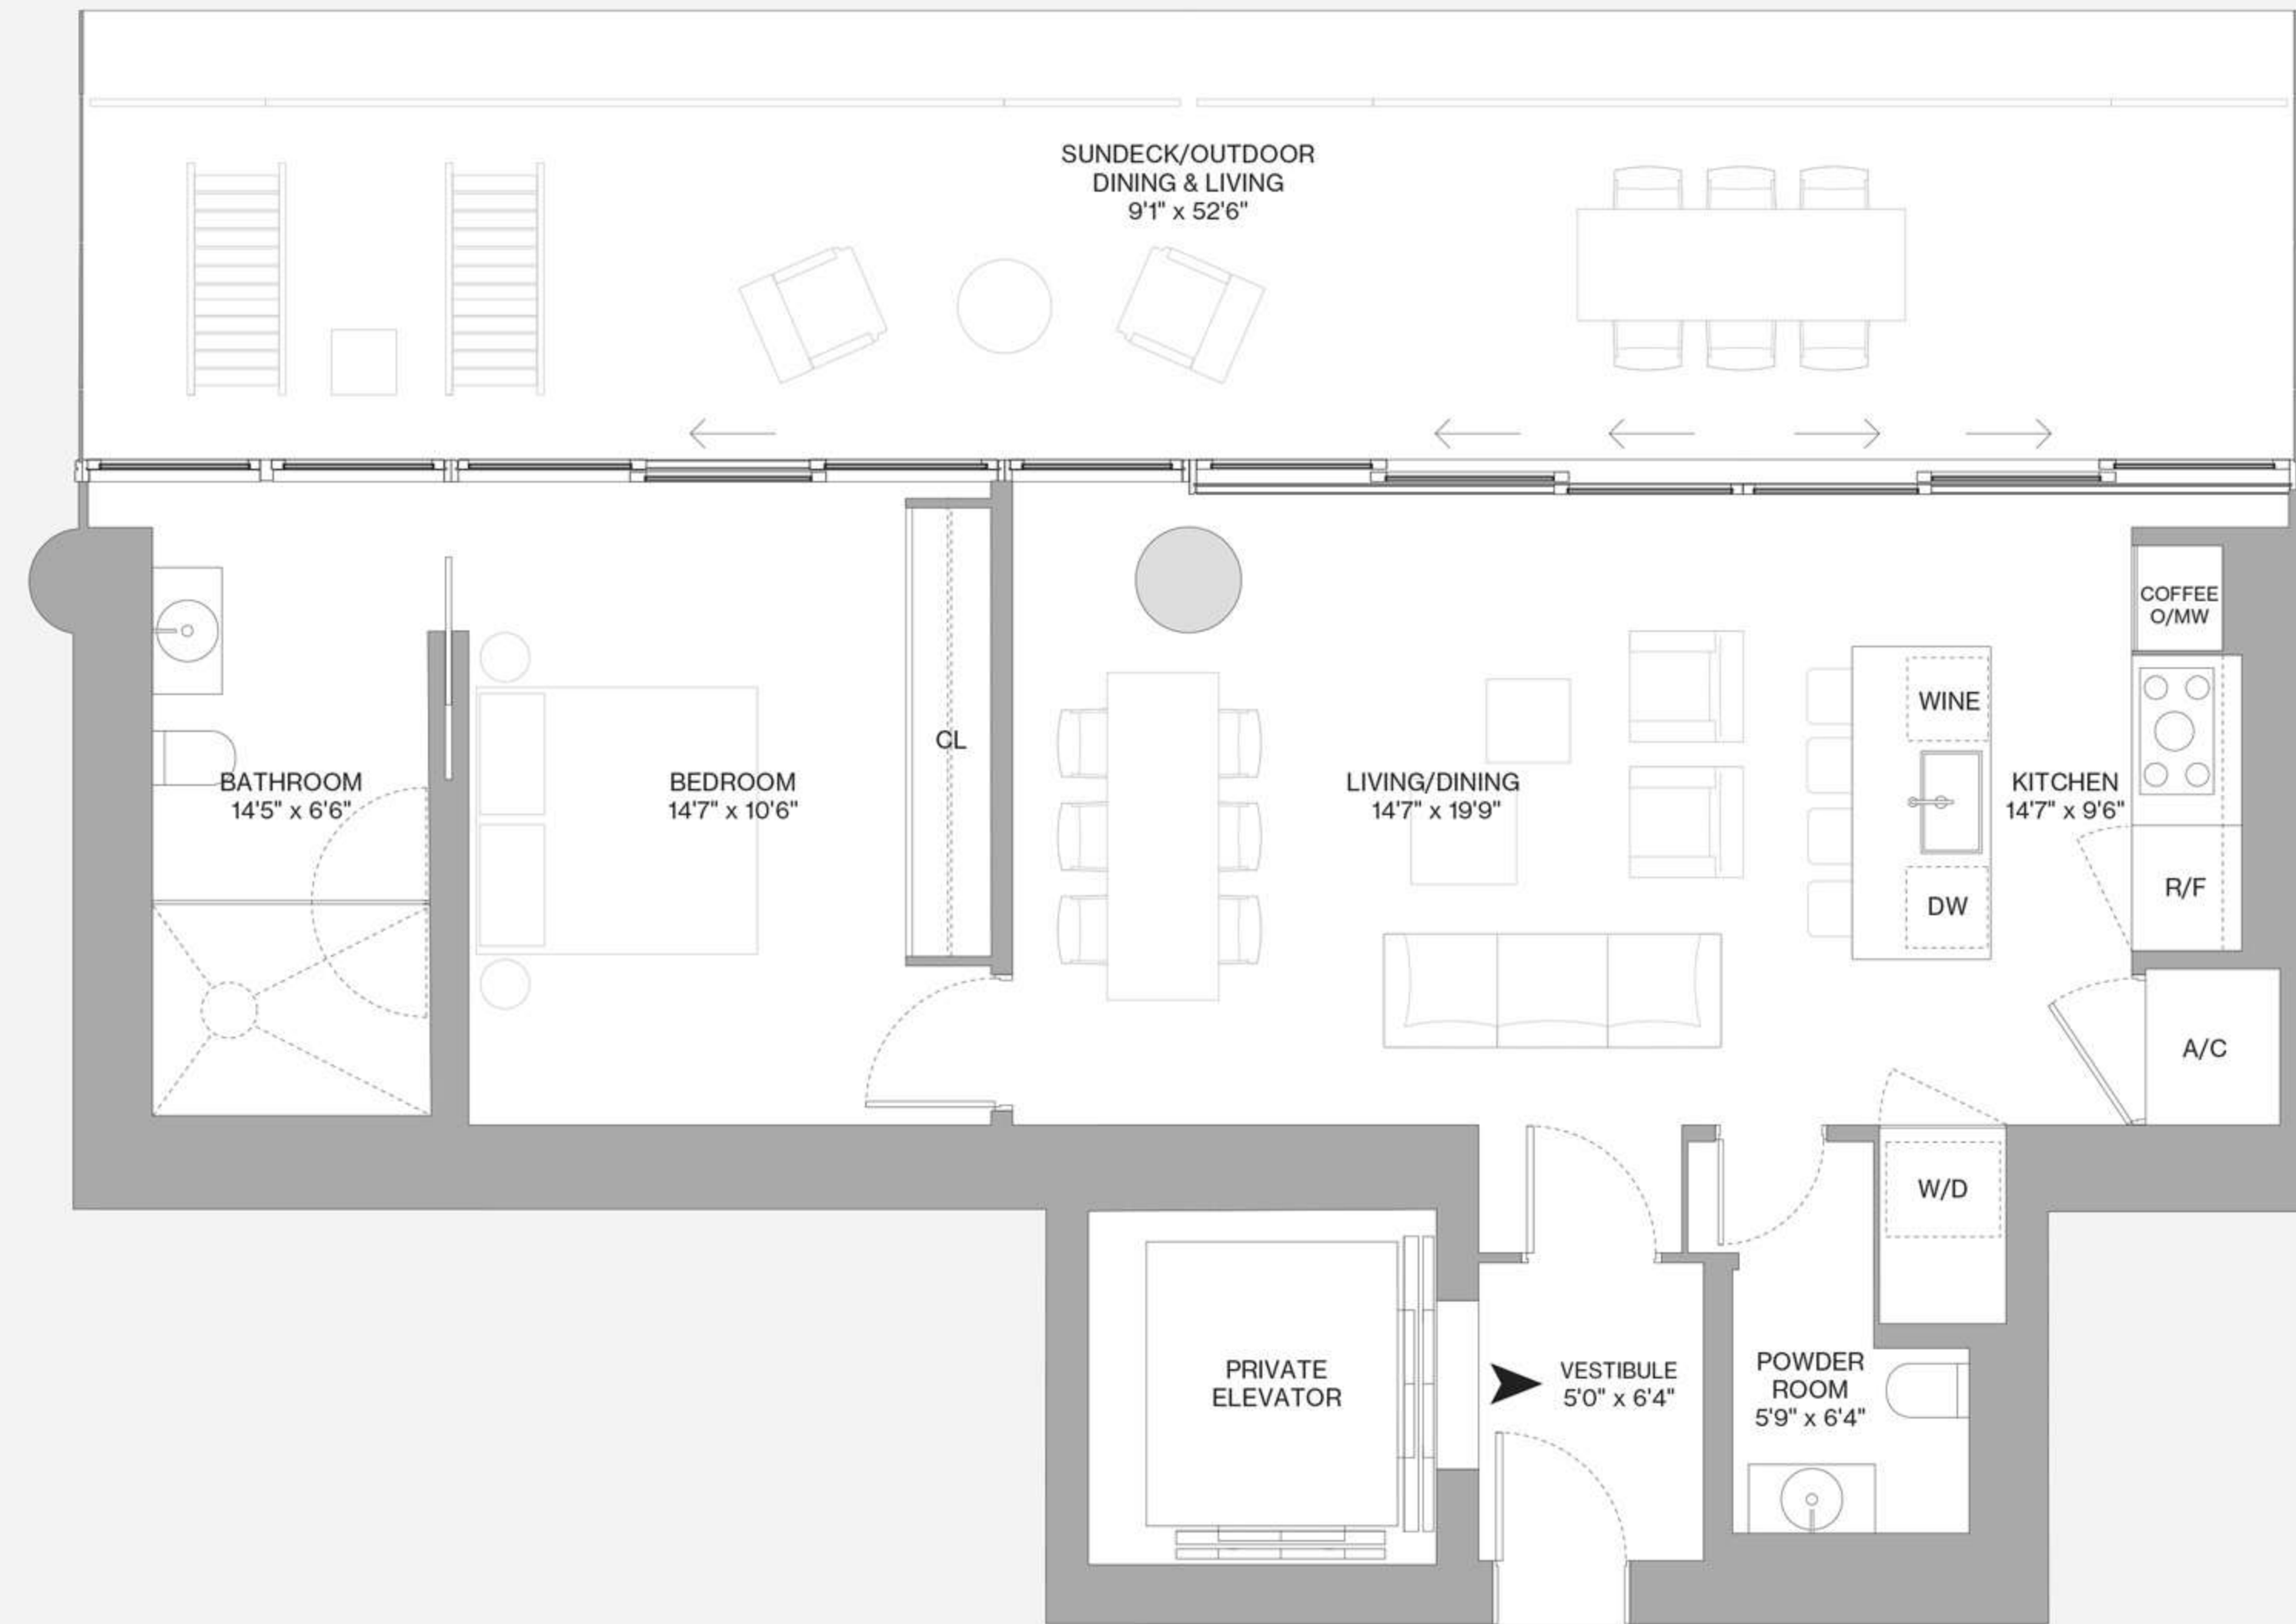 SUNDECK/OUTDOOR
DINING & LIVING
9'1" x 52'6"
COFFEE
O/MW
WINE
CL
BATHROOM
14'5" x 6'6"
BEDROOM
14'7" x 10'6"
LIVING/DINING
14'7" x 19'9"
KITCHEN
14'7" x 9'6"
R/F
DW
A/C
W/D
PRIVATE
ELEVATOR
VESTIBULE
5'0" x 6'4"
POWDER
ROOM
5'9" x 6'4"